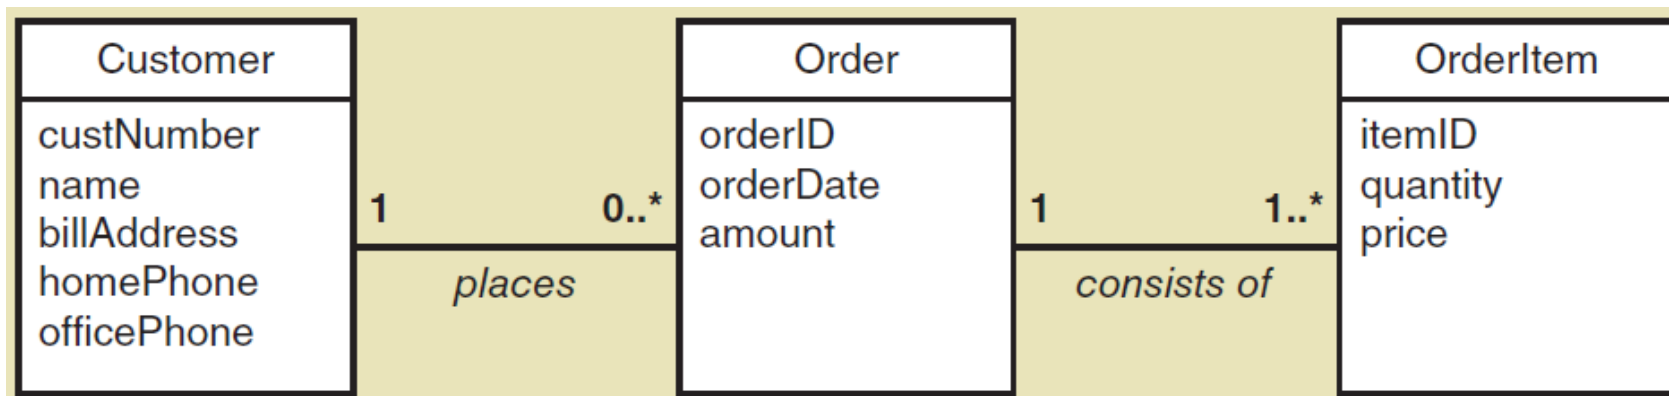 Customer
custNumber
name
billAddress
homePhone
officePhone
1
0..*
places
Order
orderID
orderDate
amount
1
1..*
consists of
OrderItem
itemID
quantity
price